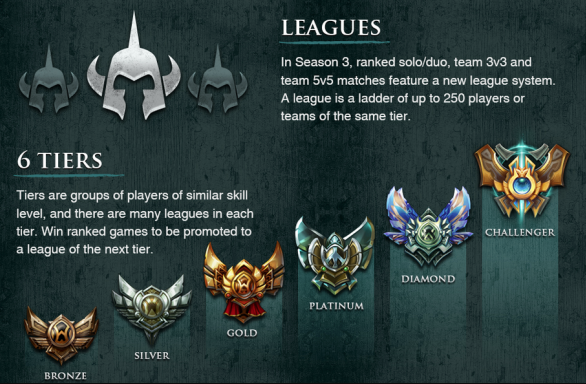 LEAGUES
In Season 3, ranked solo/duo, team 3v3 and
team 5v5 matches feature a new league system.
A league is a ladder of up to 250 players or
teams of the same tier.
6 TIERS
Tiers are groups of players of similar skill
level, and there are many leagues in each
tier. Win ranked games to be promoted to
a league of the next tier.
CHALLENGER
DIAMOND
PLATINUM
GOLD
SILVER
BRONZE